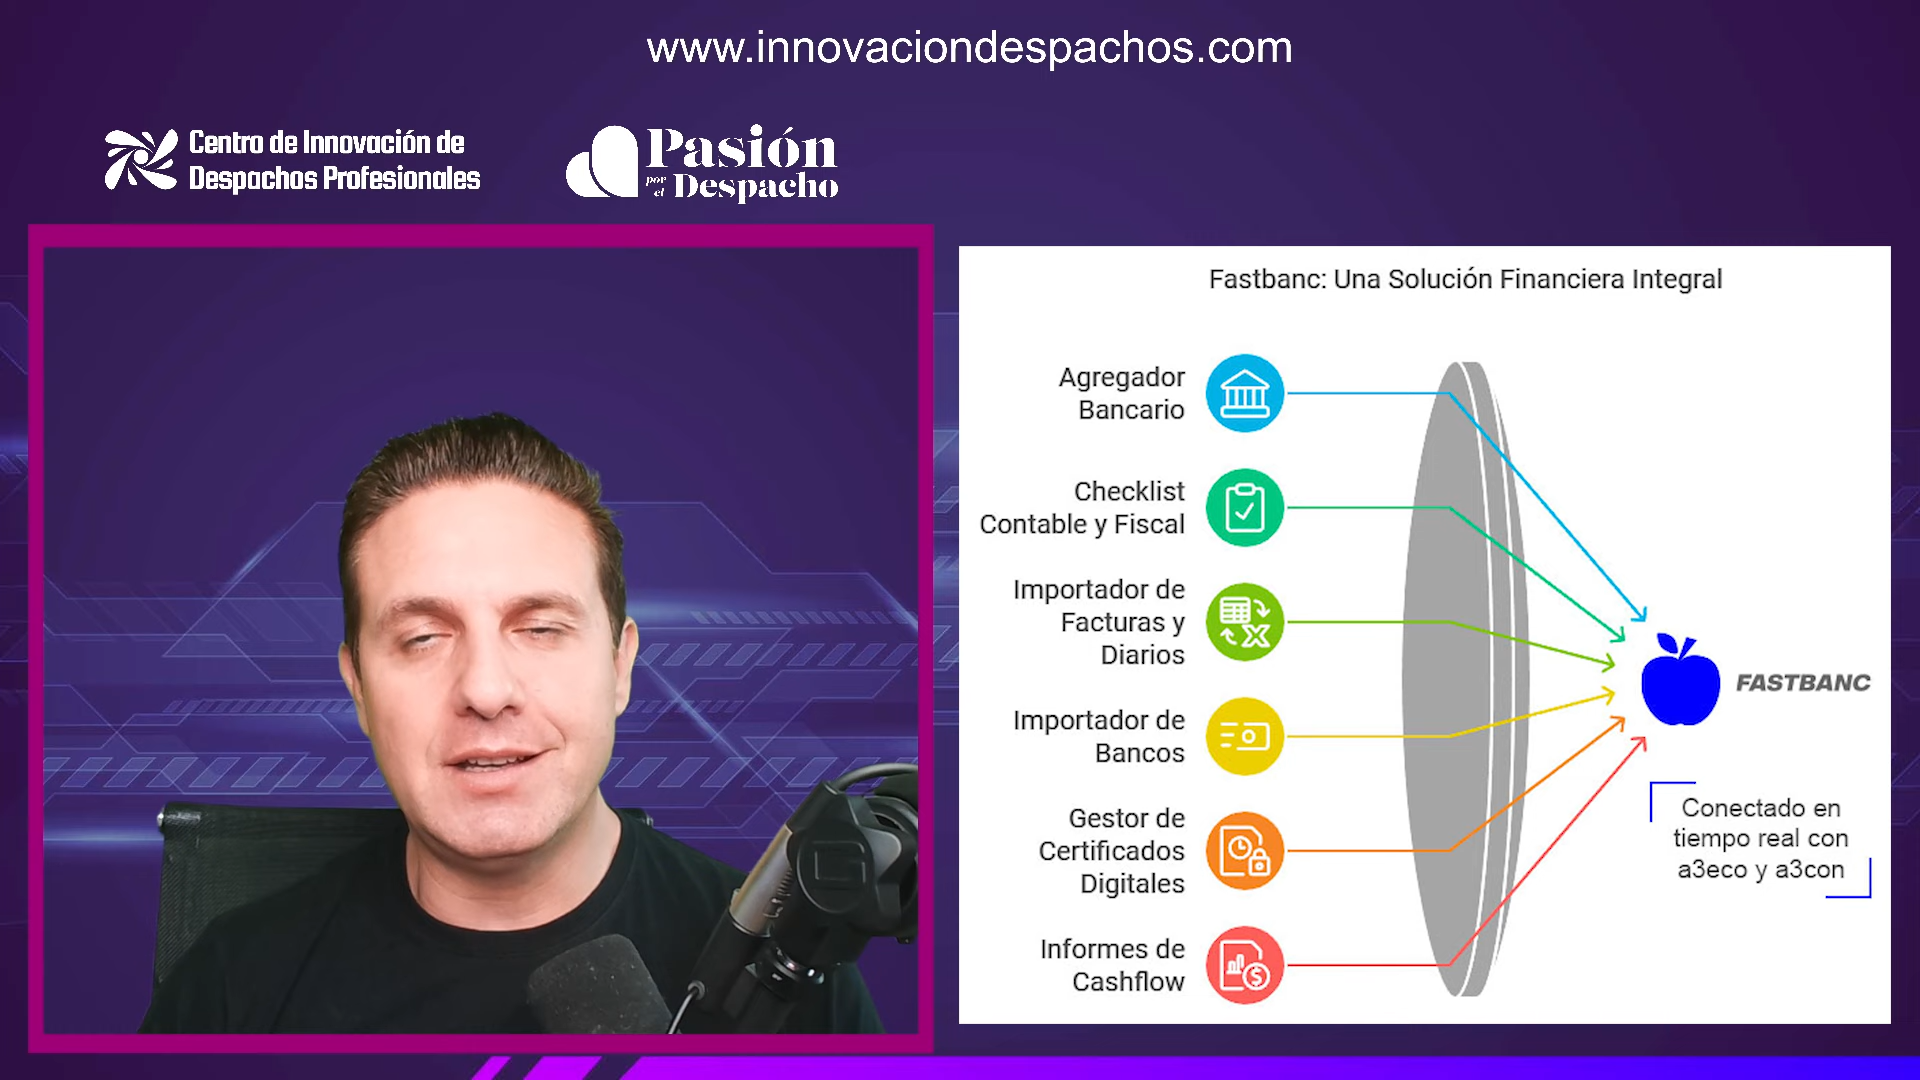 www.innovaciondespachos.com
Centro de Innovación de
Despachos Profesionales
Pasión
por
el
Despacho
Fastbanc: Una Solución Financiera Integral
Agregador
Bancario
Checklist
Contable y Fiscal
Importador de
Facturas y
Diarios
Importador de
Bancos
Gestor de
Certificados
Digitales
Informes de
Cashflow
FASTBANC
Conectado en
tiempo real con
a3eco y a3con